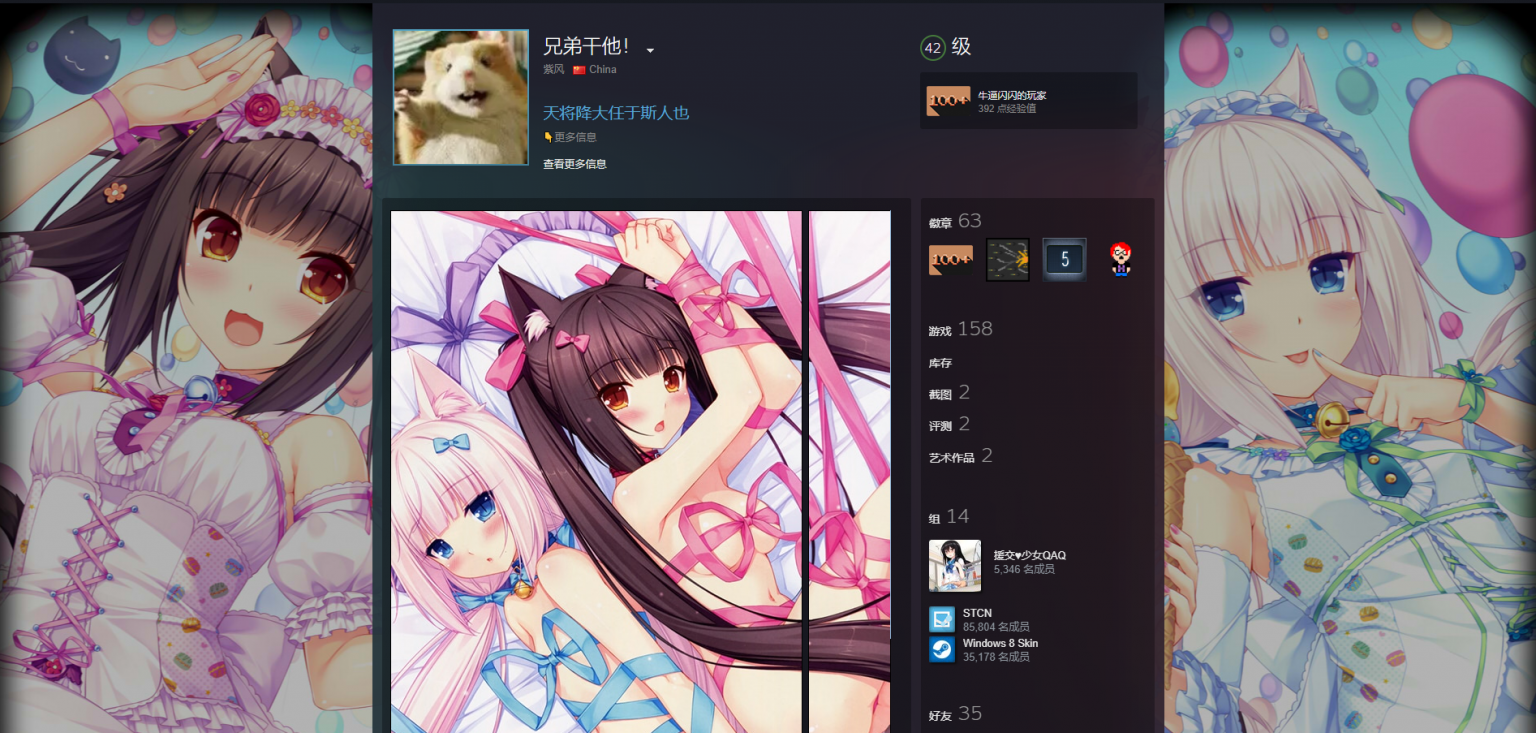 兄弟干他！
紫风 China
天将降大任于斯人也
👇更多信息
查看更多信息
42 级
100+
牛逼闪闪的玩家
392 点经验值
徽章 63
100+
5
游戏 158
库存
截图 2
评测 2
艺术作品 2
组 14
援交♥少女QAQ
5,346 名成员
STCN
85,804 名成员
Windows 8 Skin
35,178 名成员
好友 35